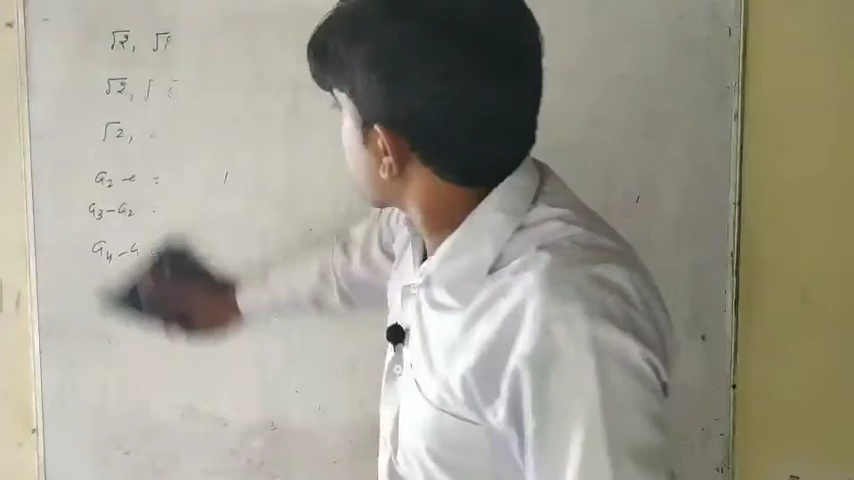 √2, √
√2,
√2,
a₂ - a =
a₃ - a₂
a₄ - a